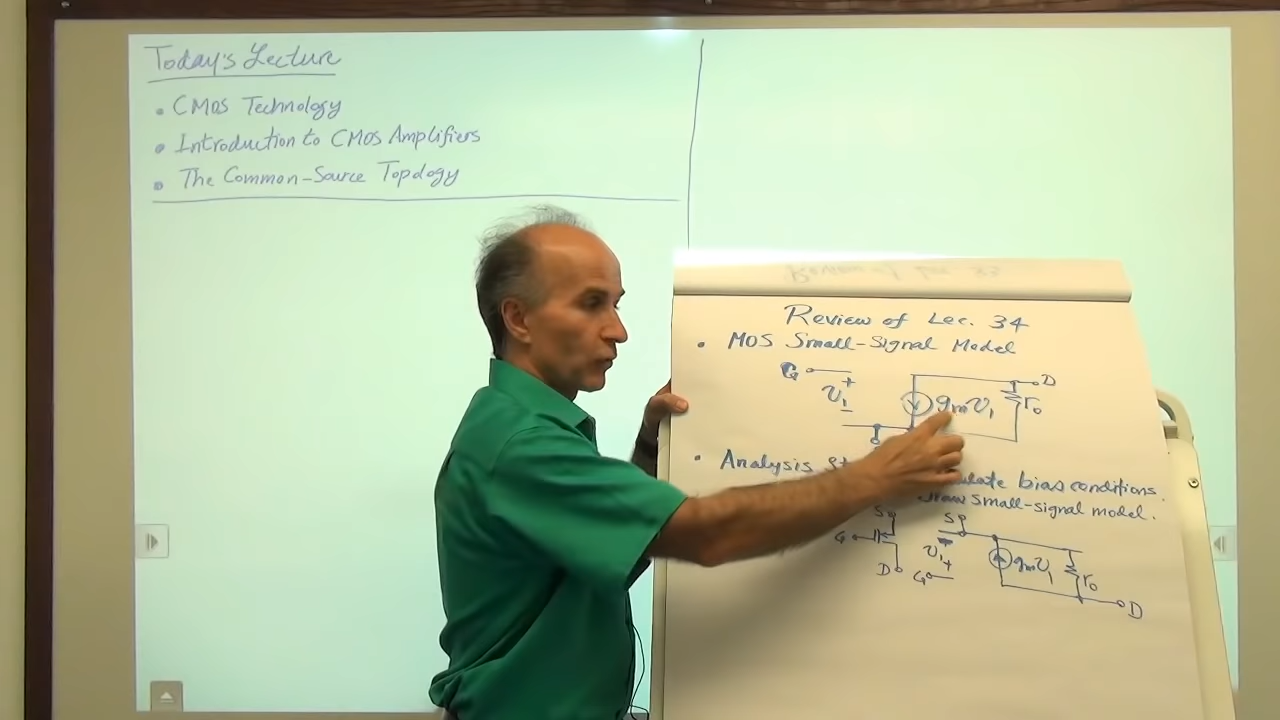 Today's Lecture
• CMOS Technology
• Introduction to CMOS Amplifiers
• The Common-Source Topology
Review of Lec. 34
• MOS Small-Signal Model
G
+
v1
−
gmv1
ro
D
• Analysis
bias conditions.
small-signal model.
S
G
D
S
v1
+
G
gmv1
ro
D